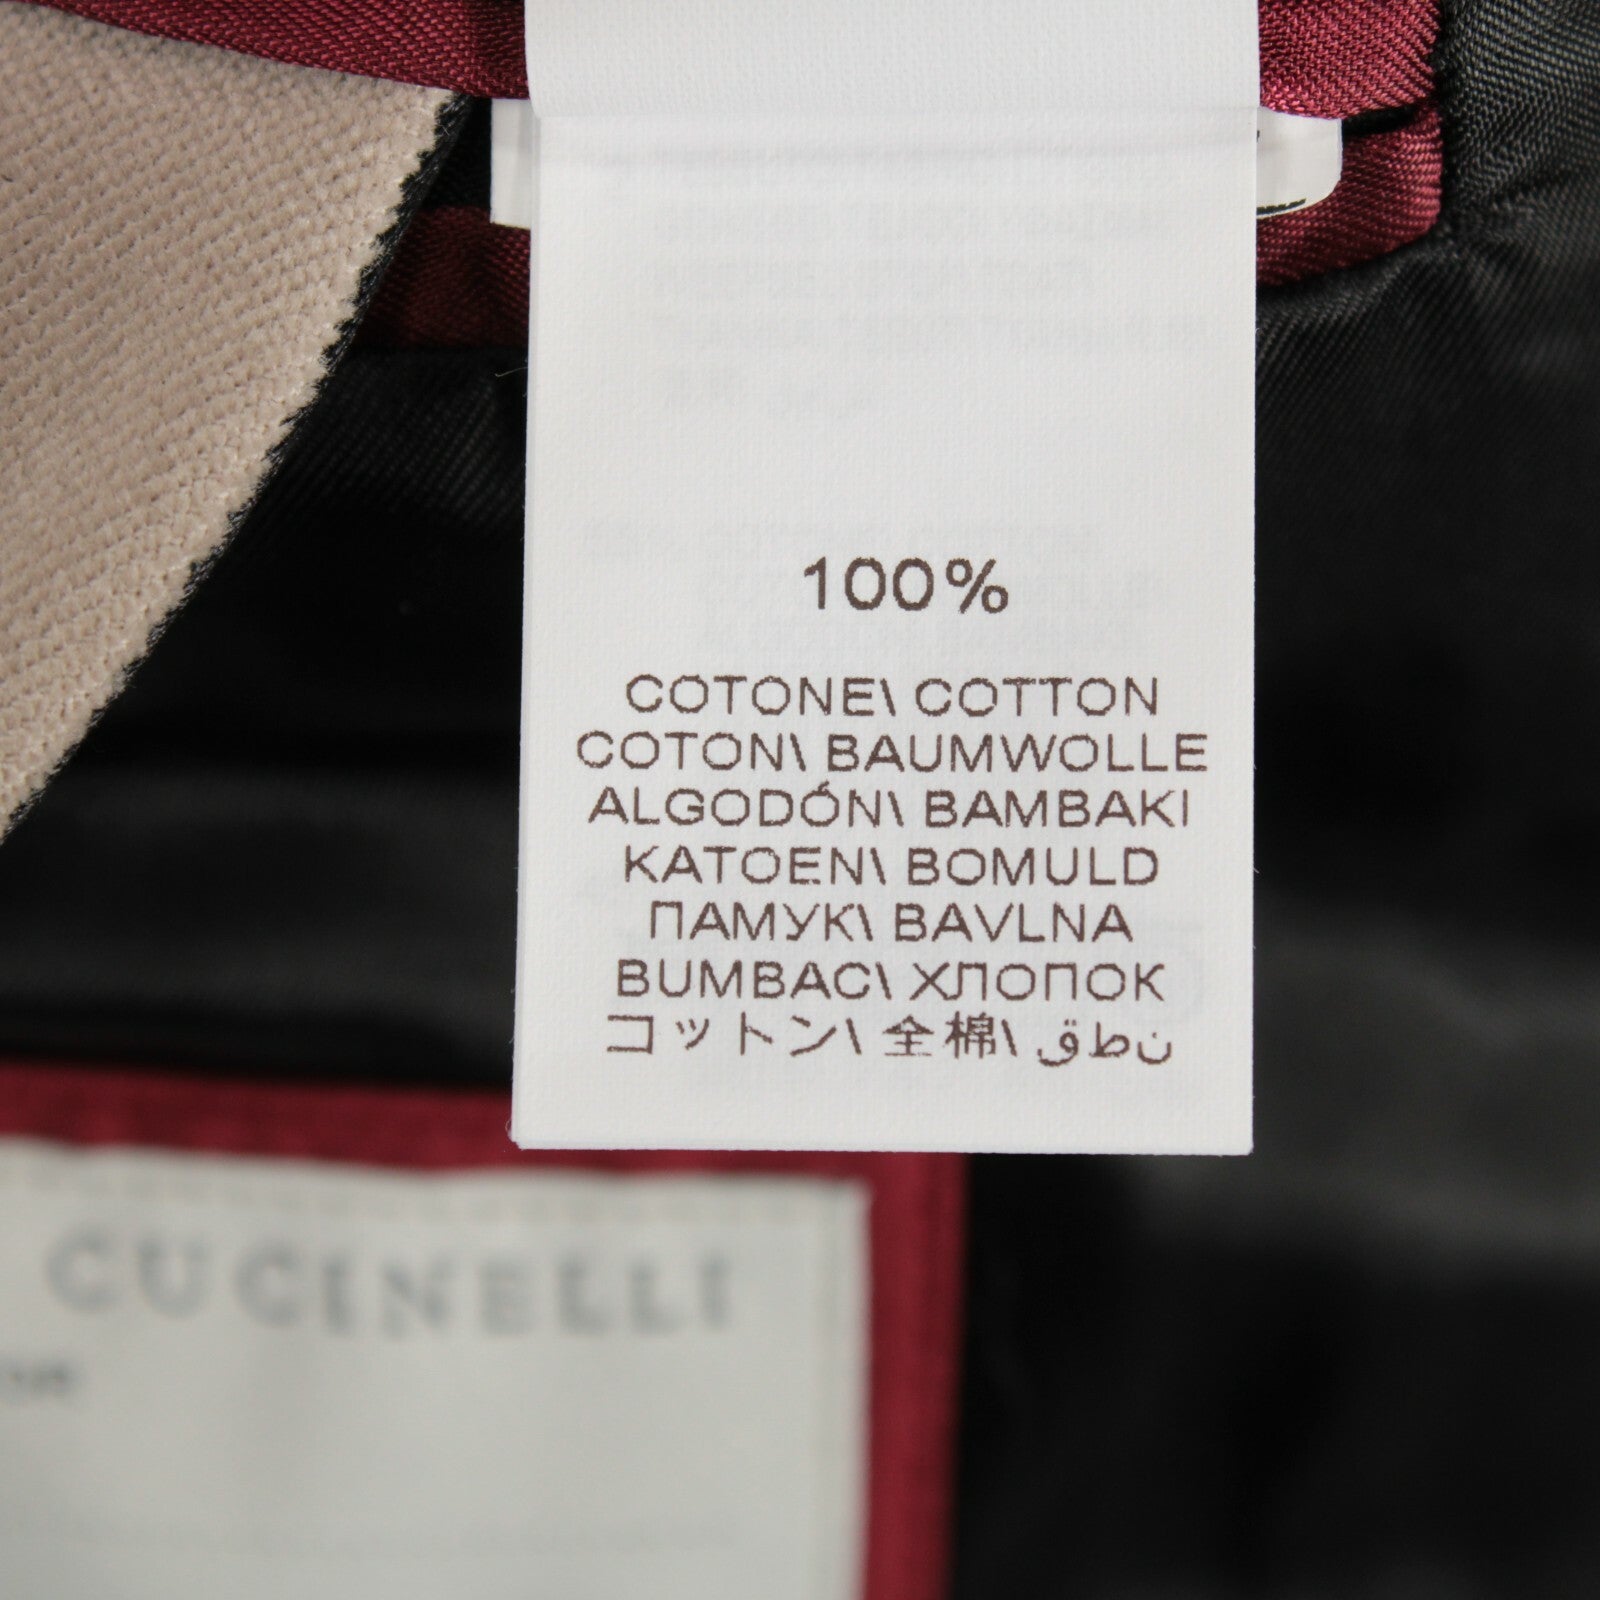 100%
COTONE\ COTTON
COTON\ BAUMWOLLE
ALGODÓN\ BAMBAKI
KATOEN\ BOMULD
ПАМУК\ BAVLNA
BUMBAC\ ХЛОПОК
コットン\ 全棉\ قطن
CUCINELLI